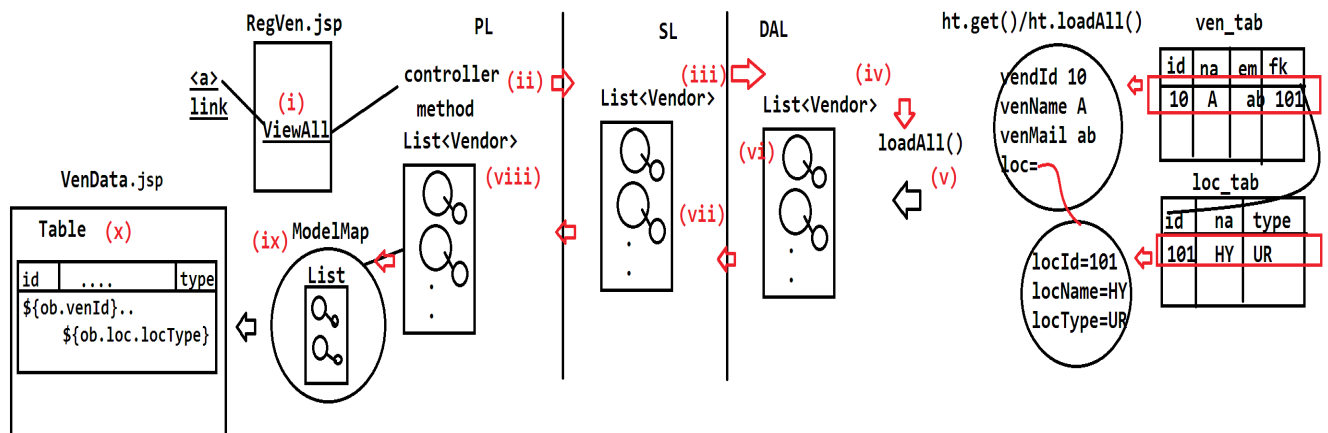 RegVen.jsp
<a>
link
(i)
ViewAll
PL
controller
method
(ii)
List<Vendor>
(viii)
SL
(iii)
List<Vendor>
(vii)
DAL
List<Vendor>
(vi)
(iv)
loadAll()
(v)
ht.get()/ht.loadAll()
vendId 10
venName A
venMail ab
loc=
locId=101
locName=HY
locType=UR
ven_tab
id na em fk
10 A ab 101
loc_tab
id na type
101 HY UR
VenData.jsp
Table (x)
id .... type
${ob.venId}..
${ob.loc.locType}
(ix) ModelMap
List